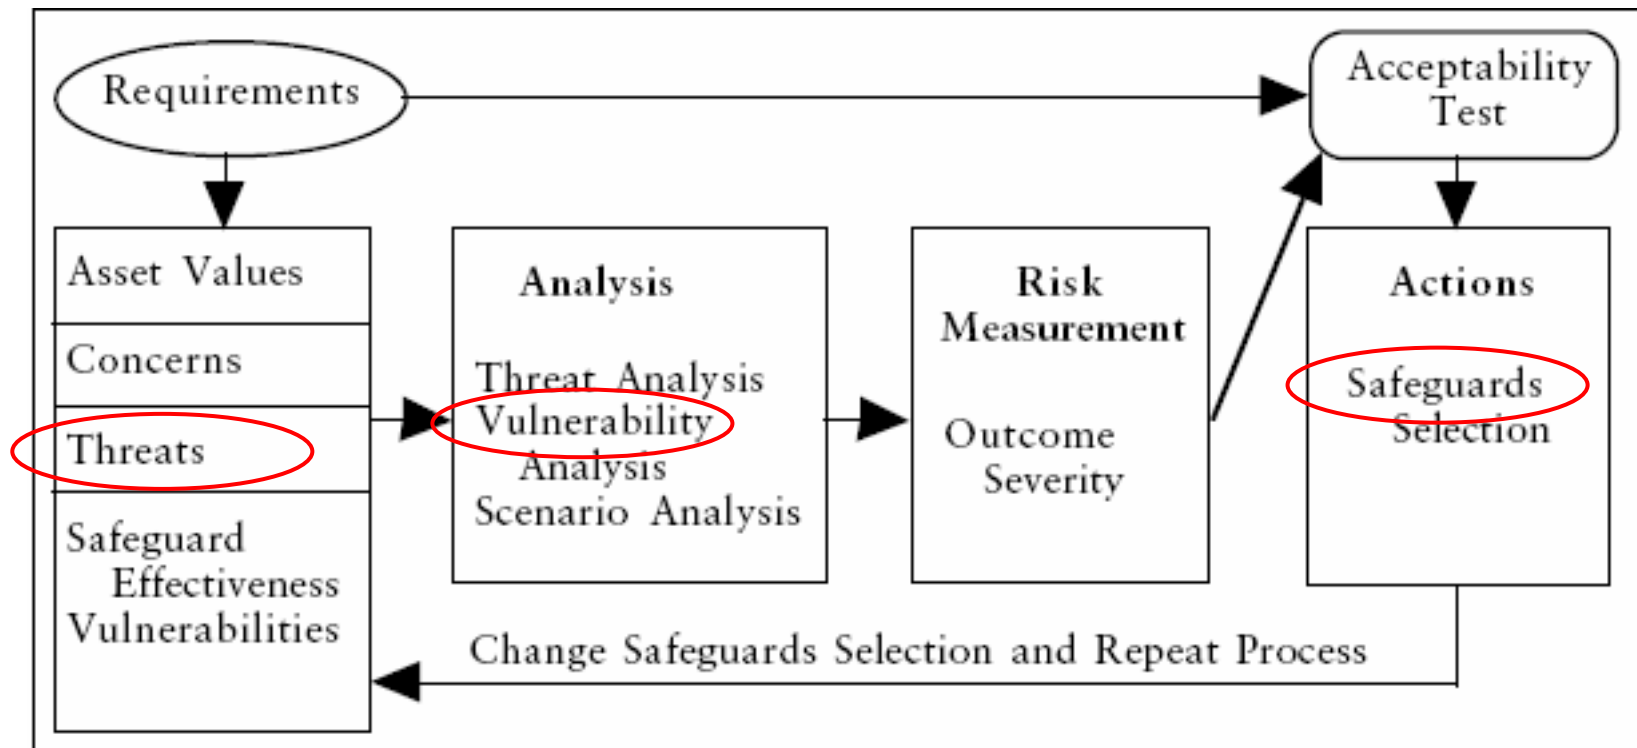 Requirements
Acceptability
Test
Asset Values
Concerns
Threats
Safeguard
Effectiveness
Vulnerabilities
Analysis
Threat Analysis
Vulnerability
Analysis
Scenario Analysis
Risk
Measurement
Outcome
Severity
Actions
Safeguards
Selection
Change Safeguards Selection and Repeat Process